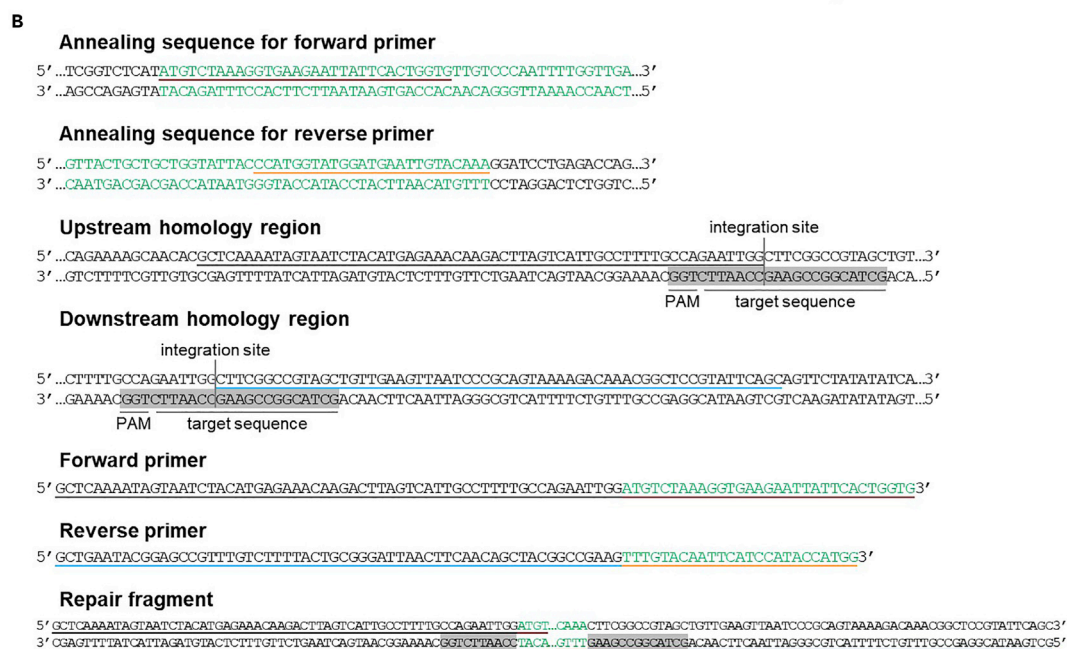 B
Annealing sequence for forward primer
5′…TCGGTCTCATATGTCTAAAGGTGAAGAATTATTCACTGGTGTTGTCCCAATTTTGGTTGA…3′
3′…AGCCAGAGTATACAGATTTCCACTTCTTAATAAGTGACCACAACAGGGTTAAAACCAACT…5′
Annealing sequence for reverse primer
5′…GTTACTGCTGCTGGTATTACCCATGGTATGGATGAATTGTACAAAGGATCCTGAGACCAG…3′
3′…CAATGACGACGACCATAATGGGTACCATACCTACTTAACATGTTTCCTAGGACTCTGGTC…5′
Upstream homology region
integration site
5′…CAGAAAAGCAACACGCTCAAAATAGTAATCTACATGAGAAACAAGACTTAGTCATTGCCTTTTGCCAGAATTGGCTTCGGCCGTAGCTGT…3′
3′…GTCTTTTCGTTGTGCGAGTTTTATCATTAGATGTACTCTTTGTTCTGAATCAGTAACGGAAAACGGTCTTAACCGAAGCCGGCATCGACA…5′
PAM target sequence
Downstream homology region
integration site
5′…CTTTTGCCAGAATTGGCTTCGGCCGTAGCTGTTGAAGTTAATCCCGCAGTAAAAGACAAACGGCTCCGTATTCAGCAGTTCTATATATCA…3′
3′…GAAAACGGTCTTAACCGAAGCCGGCATCGACAACTTCAATTAGGGCGTCATTTTCTGTTTGCCGAGGCATAAGTCGTCAAGATATATAGT…5′
PAM target sequence
Forward primer
5′GCTCAAAATAGTAATCTACATGAGAAACAAGACTTAGTCATTGCCTTTTGCCAGAATTGGATGTCTAAAGGTGAAGAATTATTCACTGGTG3′
Reverse primer
5′GCTGAATACGGAGCCGTTTGTCTTTTACTGCGGGATTAACTTCAACAGCTACGGCCGAAGTTTGTACAATTCATCCATACCATGG3′
Repair fragment
5′GCTCAAAATAGTAATCTACATGAGAAACAAGACTTAGTCATTGCCTTTTGCCAGAATTGGATGT…CAAACTTCGGCCGTAGCTGTTGAAGTTAATCCCGCAGTAAAAGACAAACGGCTCCGTATTCAGC3′
3′CGAGTTTTATCATTAGATGTACTCTTTGTTCTGAATCAGTAACGGAAAACGGTCTTAACCTACA…GTTTGAAGCCGGCATCGACAACTTCAATTAGGGCGTCATTTTCTGTTTGCCGAGGCATAAGTCG5′